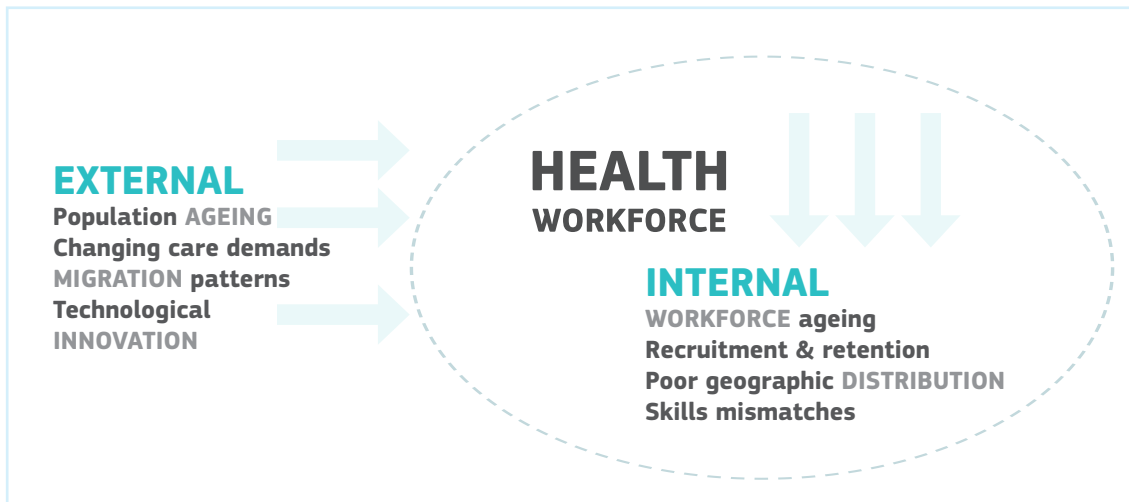 EXTERNAL
Population AGEING
Changing care demands
MIGRATION patterns
Technological
INNOVATION
HEALTH
WORKFORCE
INTERNAL
WORKFORCE ageing
Recruitment & retention
Poor geographic DISTRIBUTION
Skills mismatches